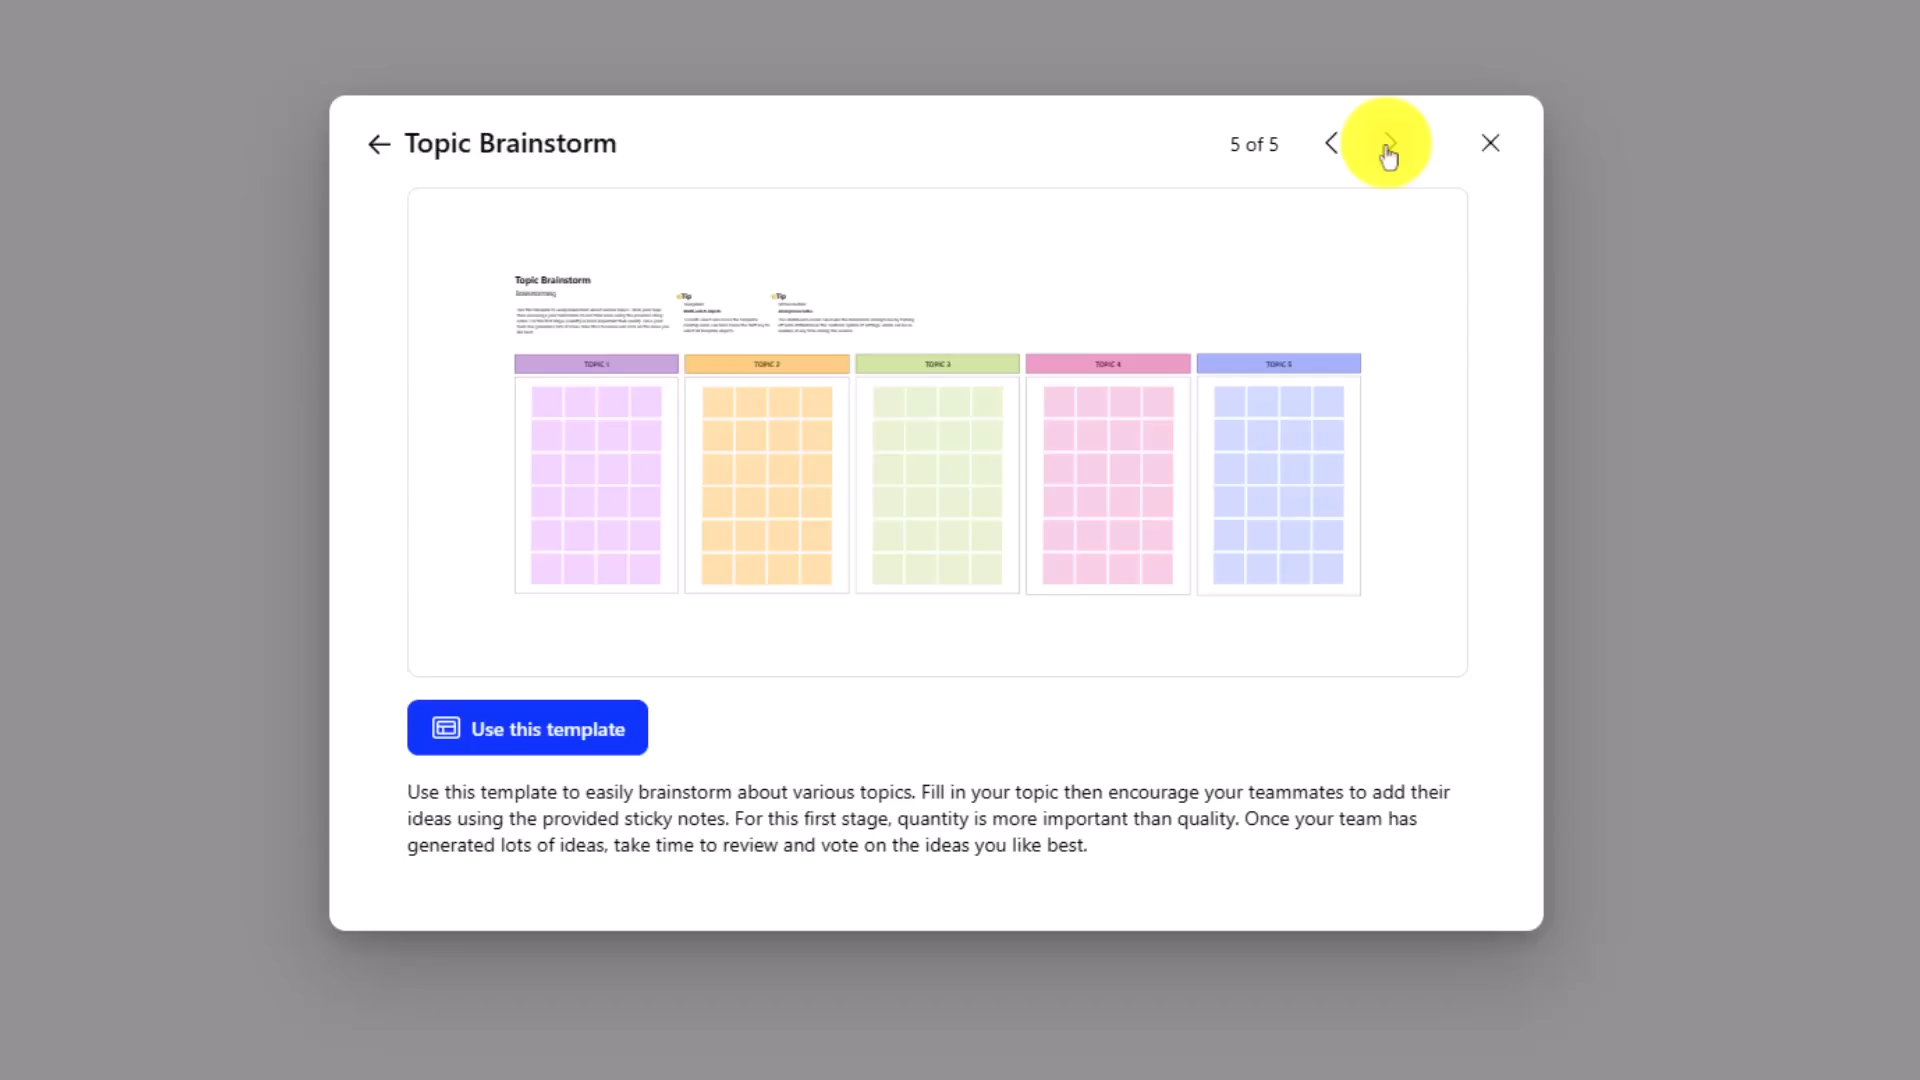 Topic Brainstorm
5 of 5
Topic Brainstorm
Brainstorming
Tip
Tip
TOPIC 1
TOPIC 2
TOPIC 3
TOPIC 4
TOPIC 5
Use this template
Use this template to easily brainstorm about various topics. Fill in your topic then encourage your teammates to add their
ideas using the provided sticky notes. For this first stage, quantity is more important than quality. Once your team has
generated lots of ideas, take time to review and vote on the ideas you like best.